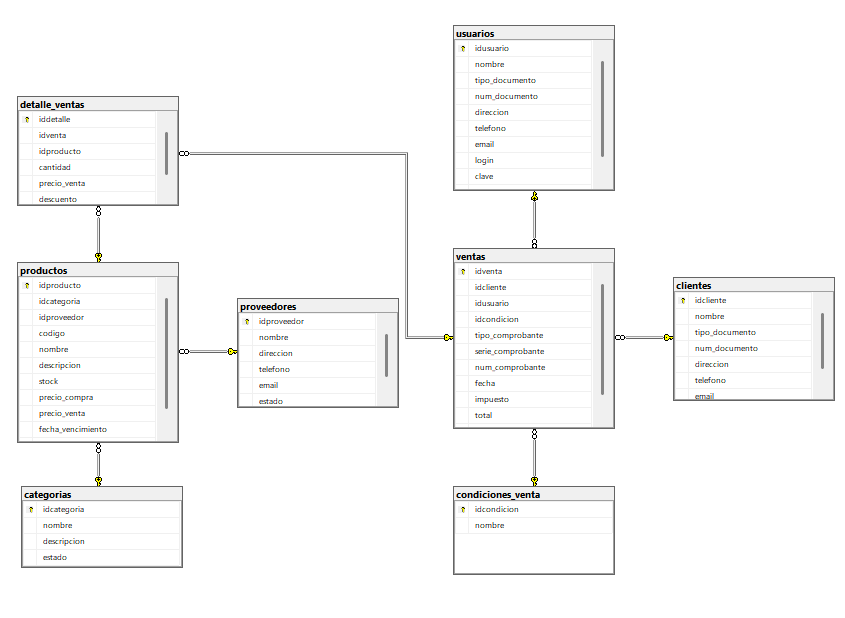 usuarios
idusuario
nombre
tipo_documento
num_documento
direccion
telefono
email
login
clave
detalle_ventas
iddetalle
idventa
idproducto
cantidad
precio_venta
descuento
productos
idproducto
idcategoria
idproveedor
codigo
nombre
descripcion
stock
precio_compra
precio_venta
fecha_vencimiento
proveedores
idproveedor
nombre
direccion
telefono
email
estado
ventas
idventa
idcliente
idusuario
idcondicion
tipo_comprobante
serie_comprobante
num_comprobante
fecha
impuesto
total
clientes
idcliente
nombre
tipo_documento
num_documento
direccion
telefono
email
categorias
idcategoria
nombre
descripcion
estado
condiciones_venta
idcondicion
nombre